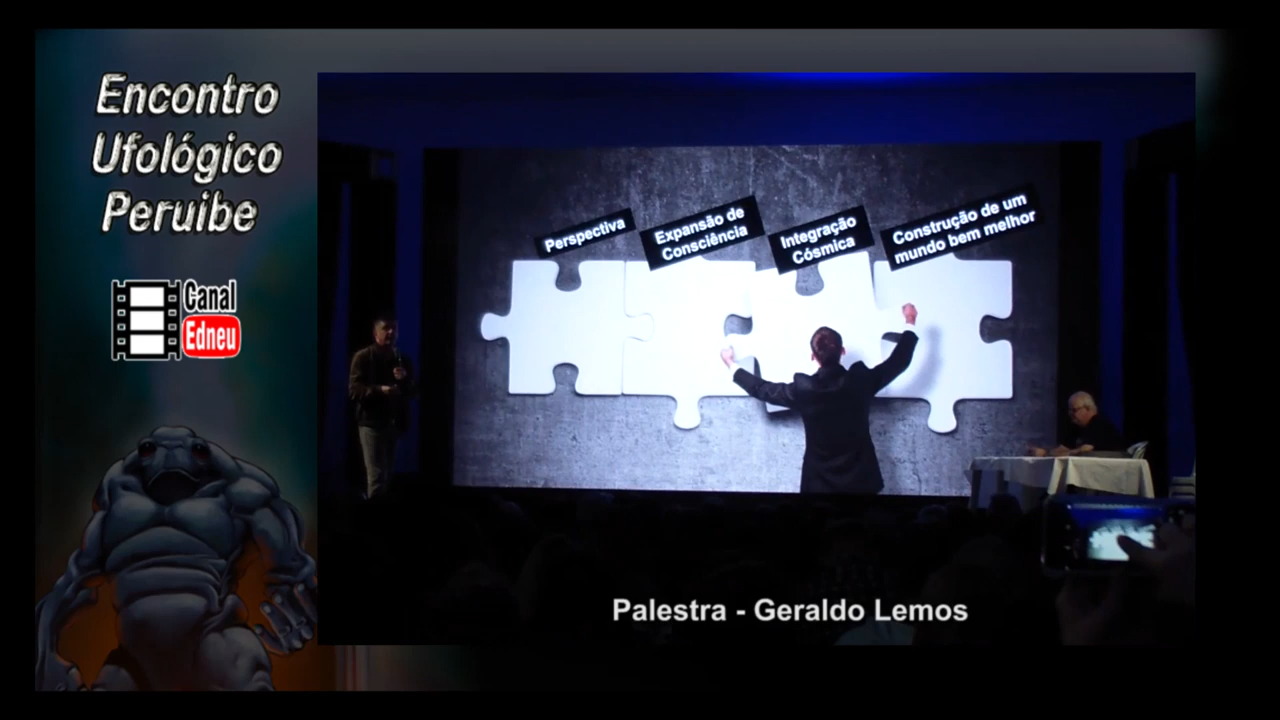 Encontro
Ufológico
Peruibe
Canal
Edneu
Perspectiva
Expansão de
Consciência
Integração
Cósmica
Construção de um
mundo bem melhor
Palestra - Geraldo Lemos